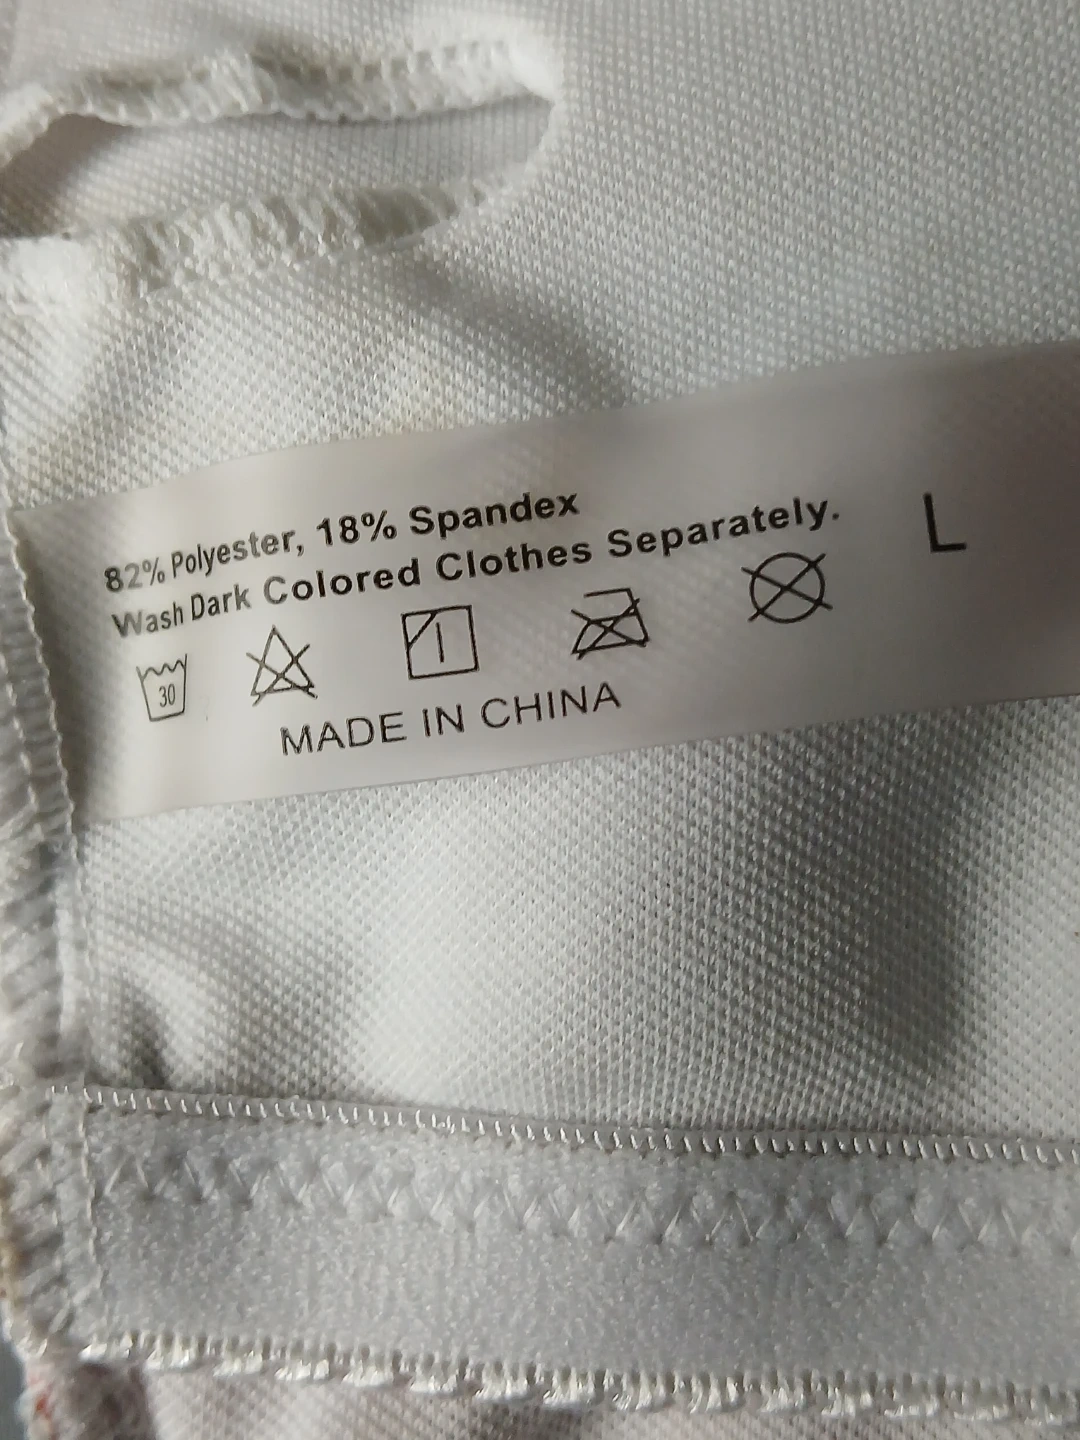 82% Polyester, 18% Spandex
Wash Dark Colored Clothes Separately.
L
30
MADE IN CHINA